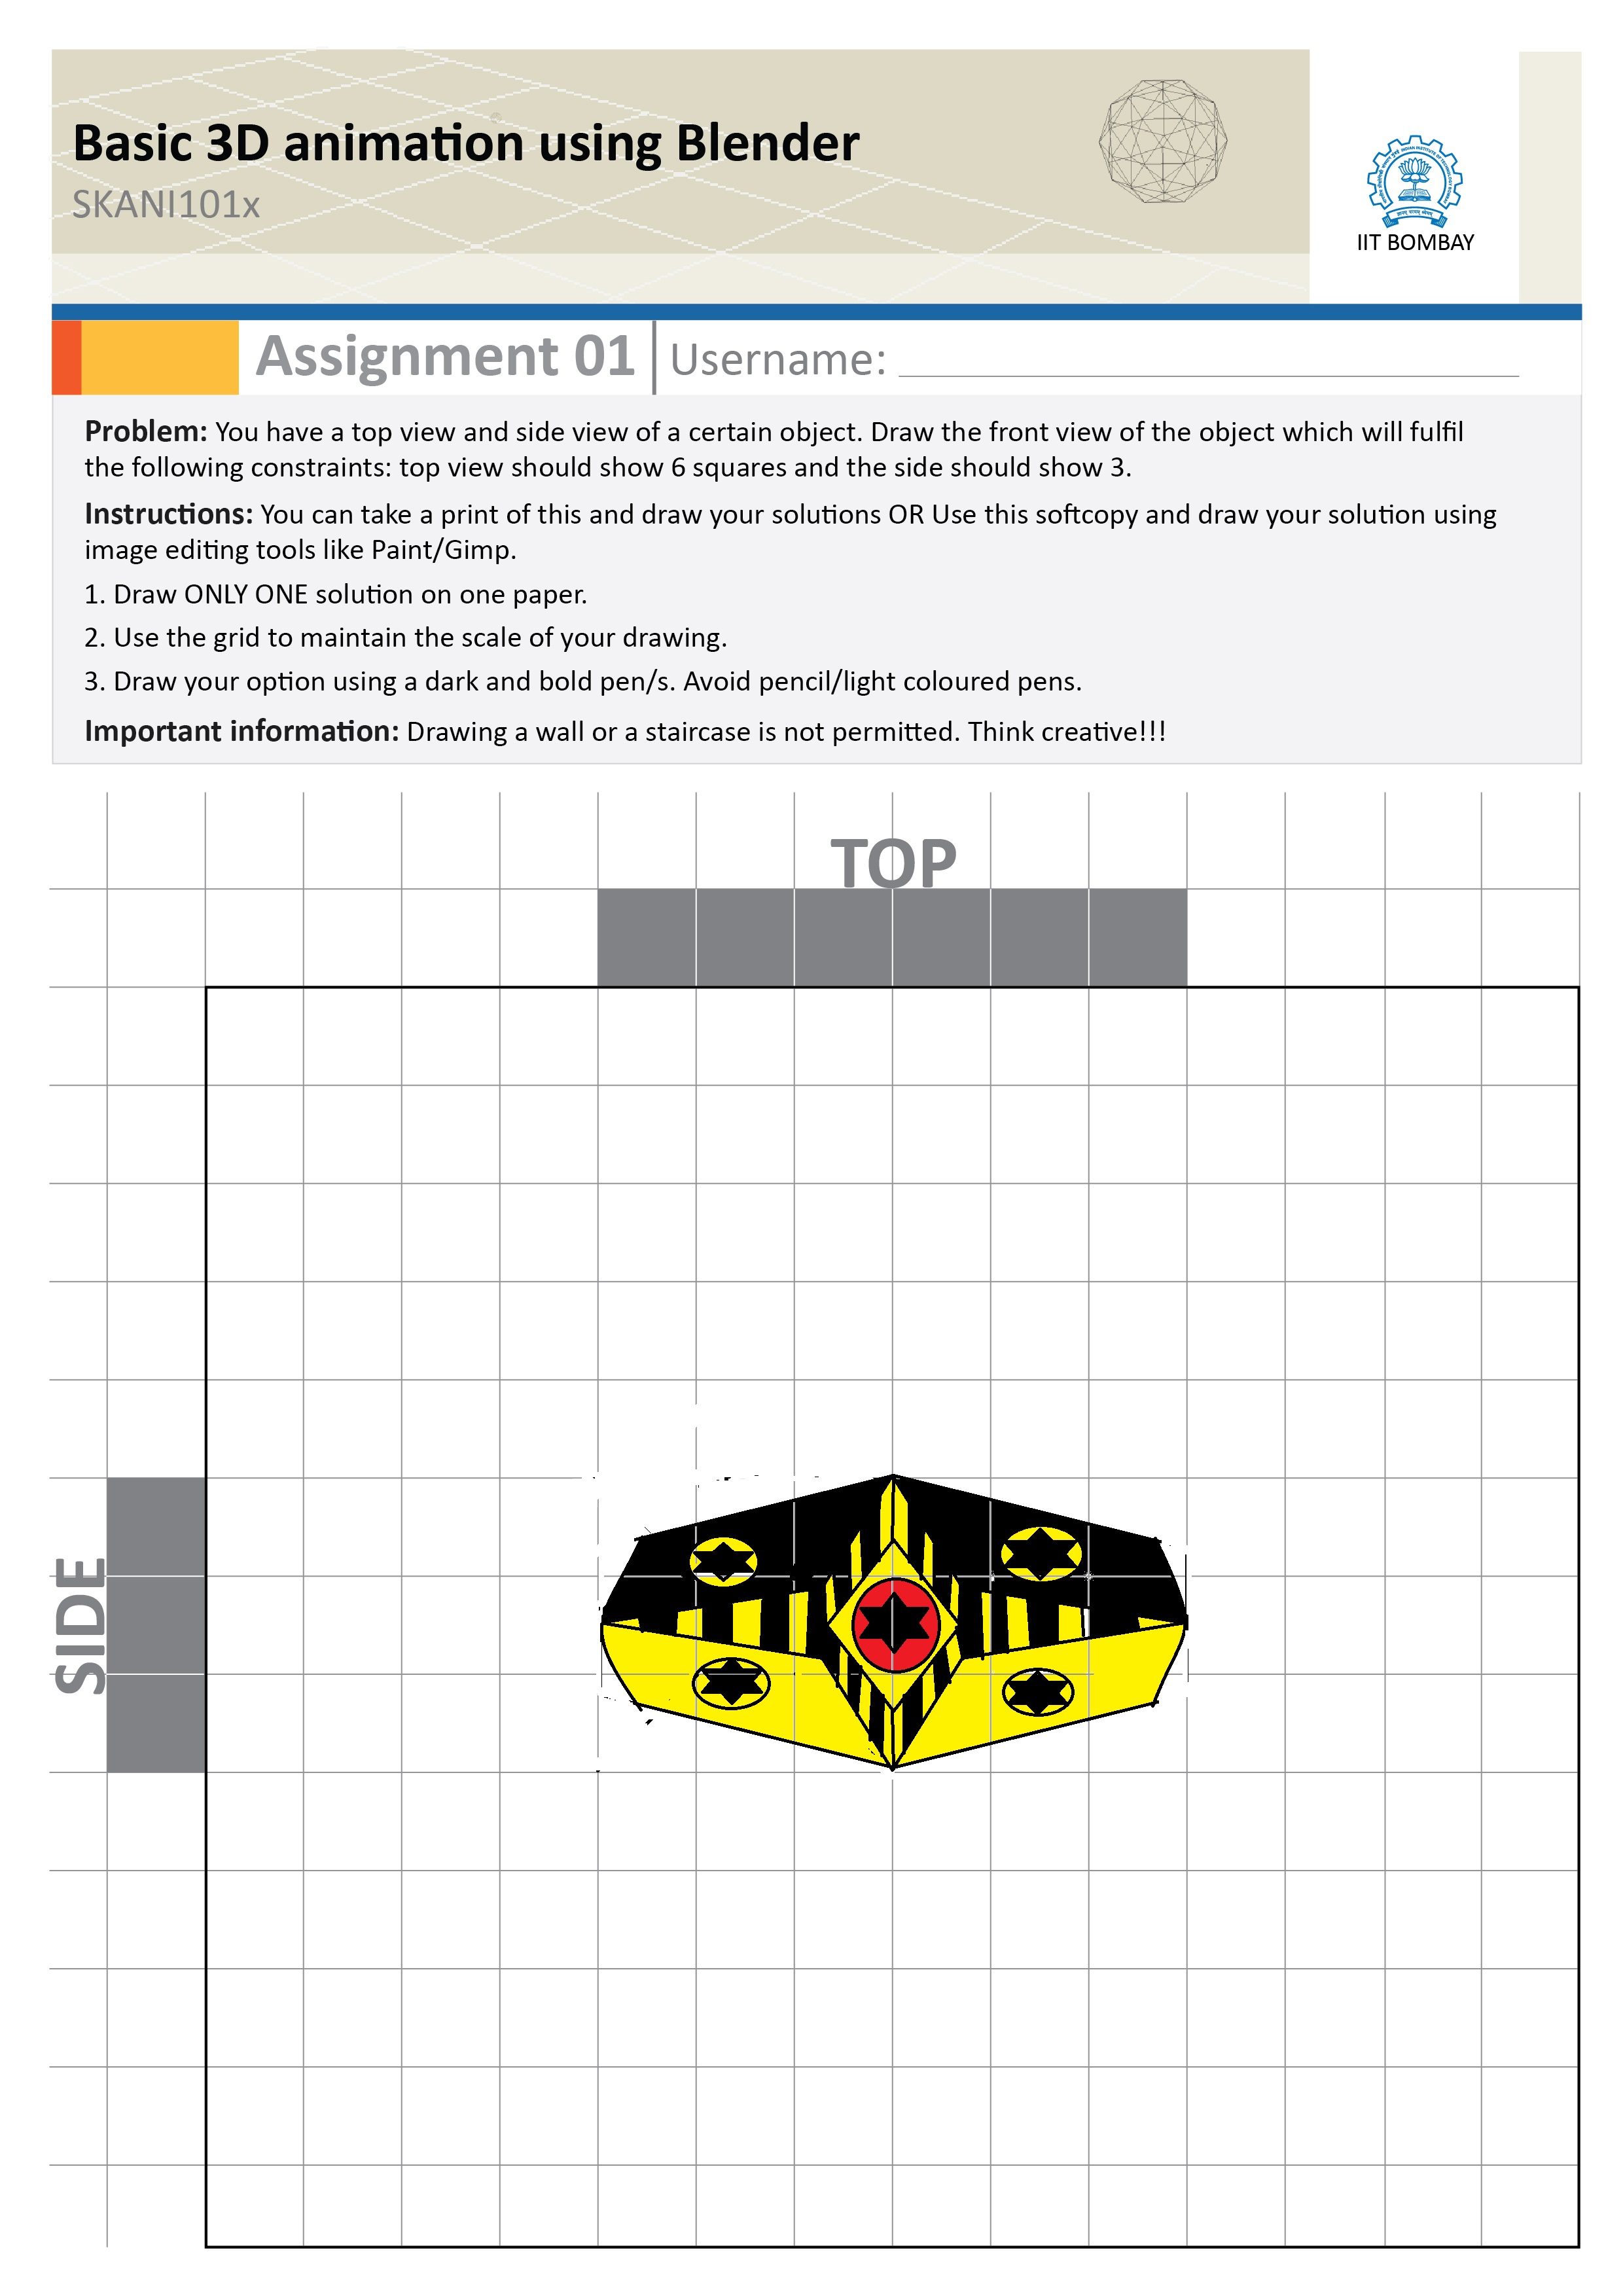 Basic 3D animation using Blender
SKANI101x
IIT BOMBAY
Assignment 01
Username:
Problem: You have a top view and side view of a certain object. Draw the front view of the object which will fulfil
the following constraints: top view should show 6 squares and the side should show 3.
Instructions: You can take a print of this and draw your solutions OR Use this softcopy and draw your solution using
image editing tools like Paint/Gimp.
1. Draw ONLY ONE solution on one paper.
2. Use the grid to maintain the scale of your drawing.
3. Draw your option using a dark and bold pen/s. Avoid pencil/light coloured pens.
Important information: Drawing a wall or a staircase is not permitted. Think creative!!!
TOP
SIDE